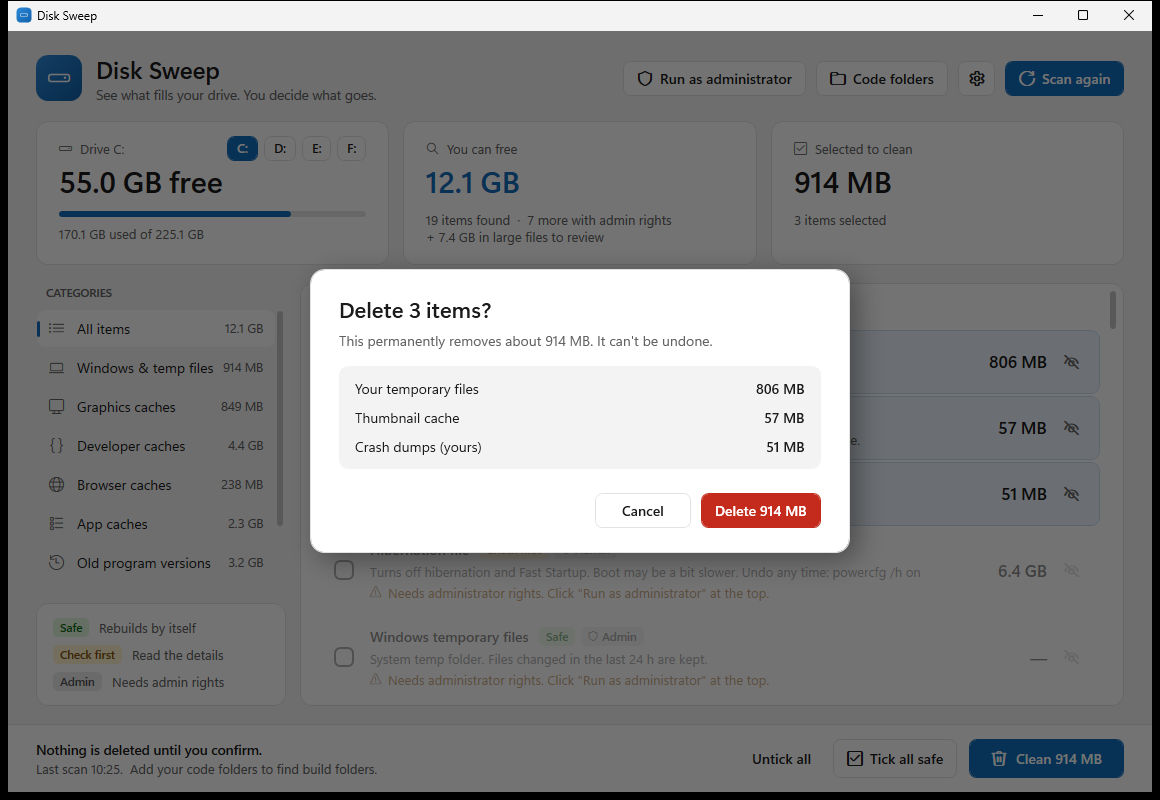 Disk Sweep
Disk Sweep
See what fills your drive. You decide what goes.
Run as administrator
Code folders
Scan again
Drive C:
C:
D:
E:
F:
55.0 GB free
170.1 GB used of 225.1 GB
You can free
12.1 GB
19 items found · 7 more with admin rights
+ 7.4 GB in large files to review
Selected to clean
914 MB
3 items selected
CATEGORIES
All items 12.1 GB
Windows & temp files 914 MB
Graphics caches 849 MB
Developer caches 4.4 GB
Browser caches 238 MB
App caches 2.3 GB
Old program versions 3.2 GB
Safe Rebuilds by itself
Check first Read the details
Admin Needs admin rights
Delete 3 items?
This permanently removes about 914 MB. It can't be undone.
Your temporary files 806 MB
Thumbnail cache 57 MB
Crash dumps (yours) 51 MB
Cancel
Delete 914 MB
806 MB
57 MB
e.
51 MB
Turns off hibernation and Fast Startup. Boot may be a bit slower. Undo any time: powercfg /h on
6.4 GB
Needs administrator rights. Click "Run as administrator" at the top.
Windows temporary files Safe Admin
System temp folder. Files changed in the last 24 h are kept.
—
Needs administrator rights. Click "Run as administrator" at the top.
Nothing is deleted until you confirm.
Last scan 10:25. Add your code folders to find build folders.
Untick all
Tick all safe
Clean 914 MB